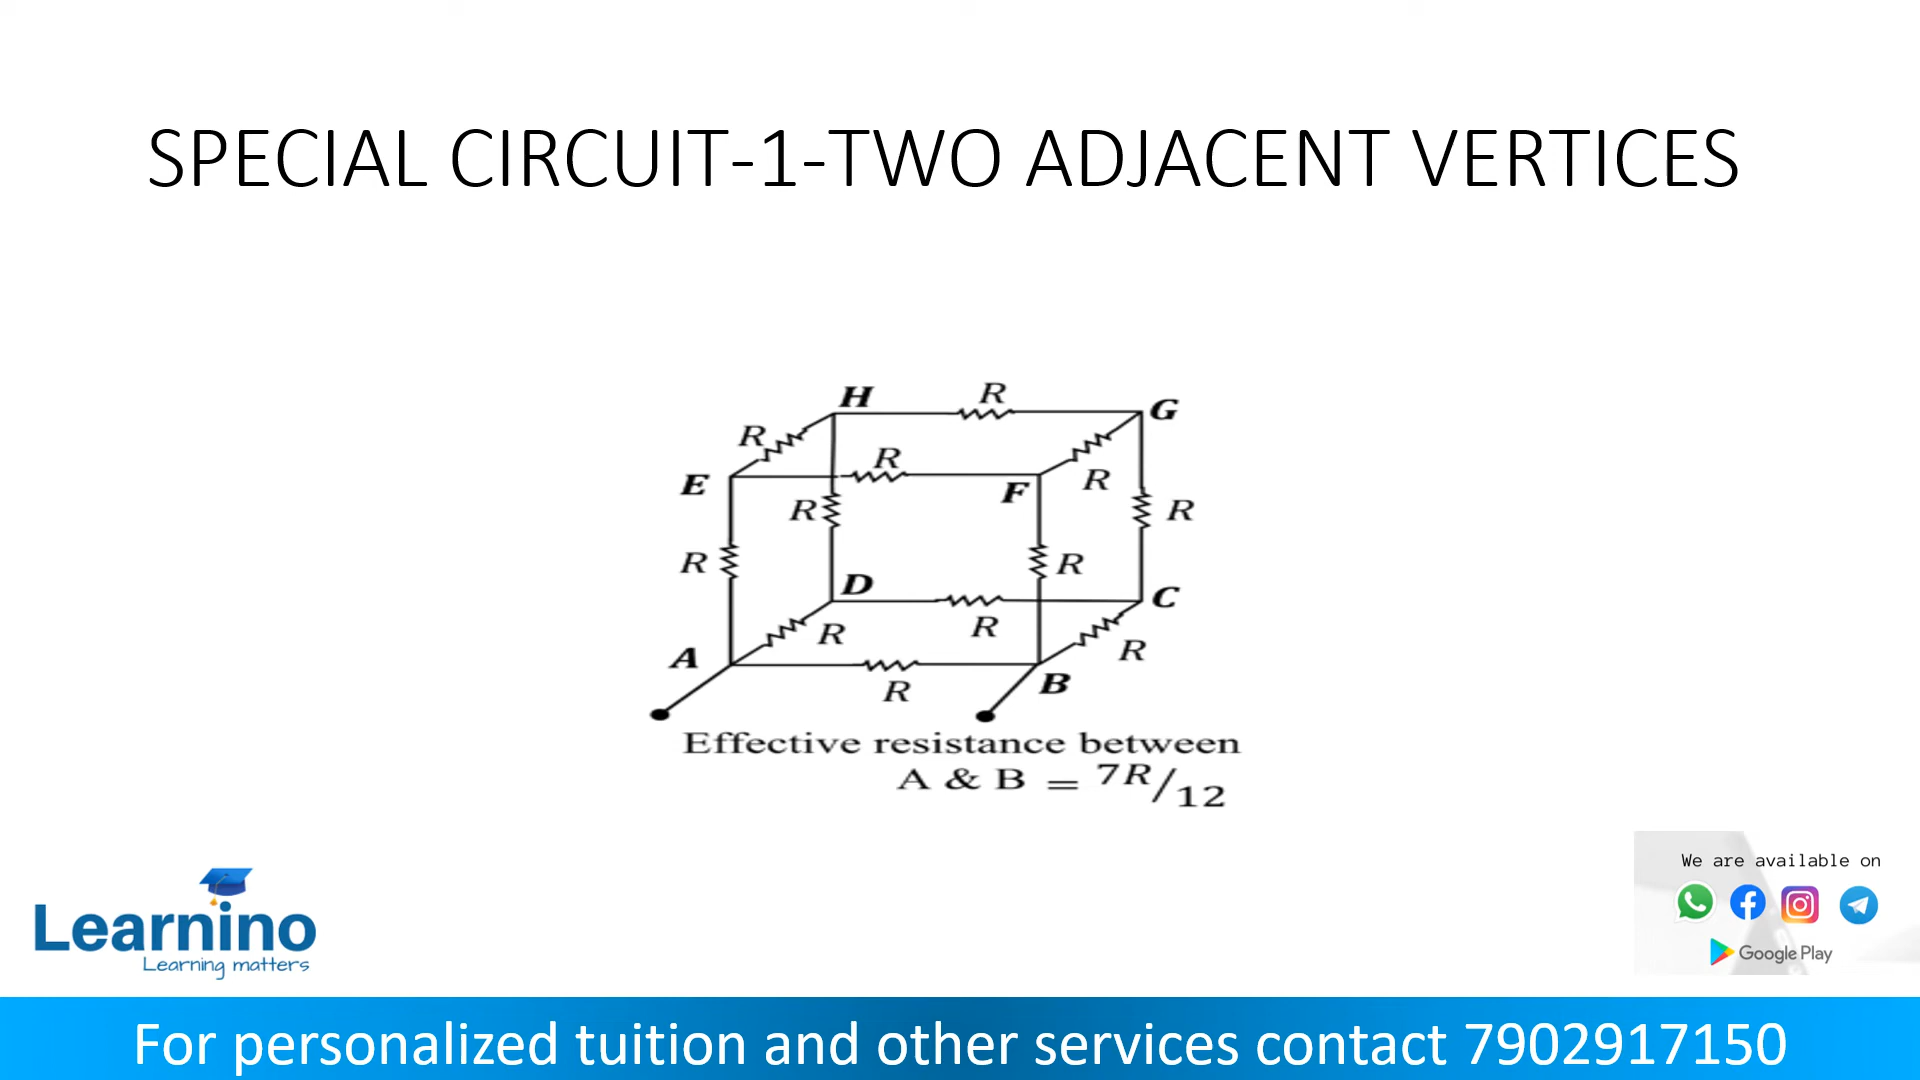 SPECIAL CIRCUIT-1-TWO ADJACENT VERTICES
H
R
G
R
R
E
F
R
R
R
R
R
D
C
R
R
R
A
R
B
Effective resistance between
A & B = 7R/12
We are available on
Google Play
Learnino
Learning matters
For personalized tuition and other services contact 7902917150